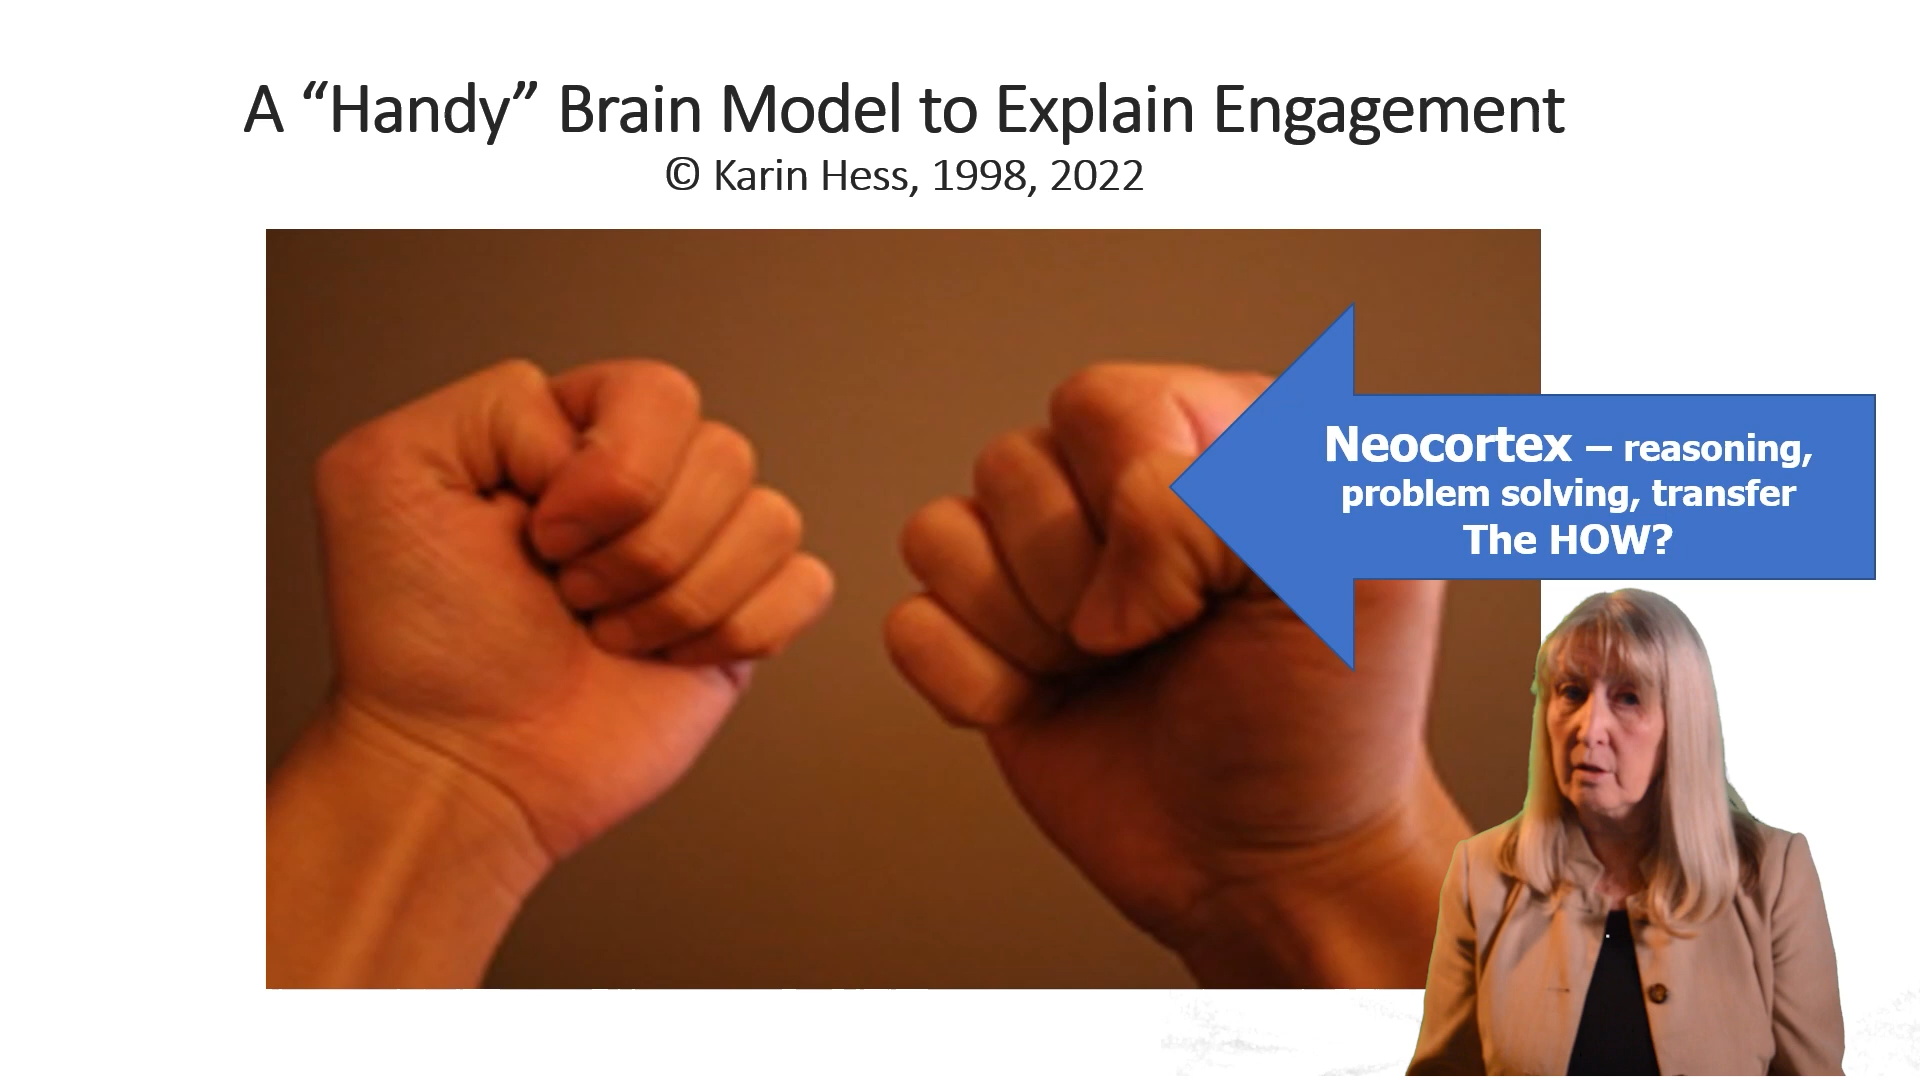 A “Handy” Brain Model to Explain Engagement
© Karin Hess, 1998, 2022
Neocortex – reasoning,
problem solving, transfer
The HOW?